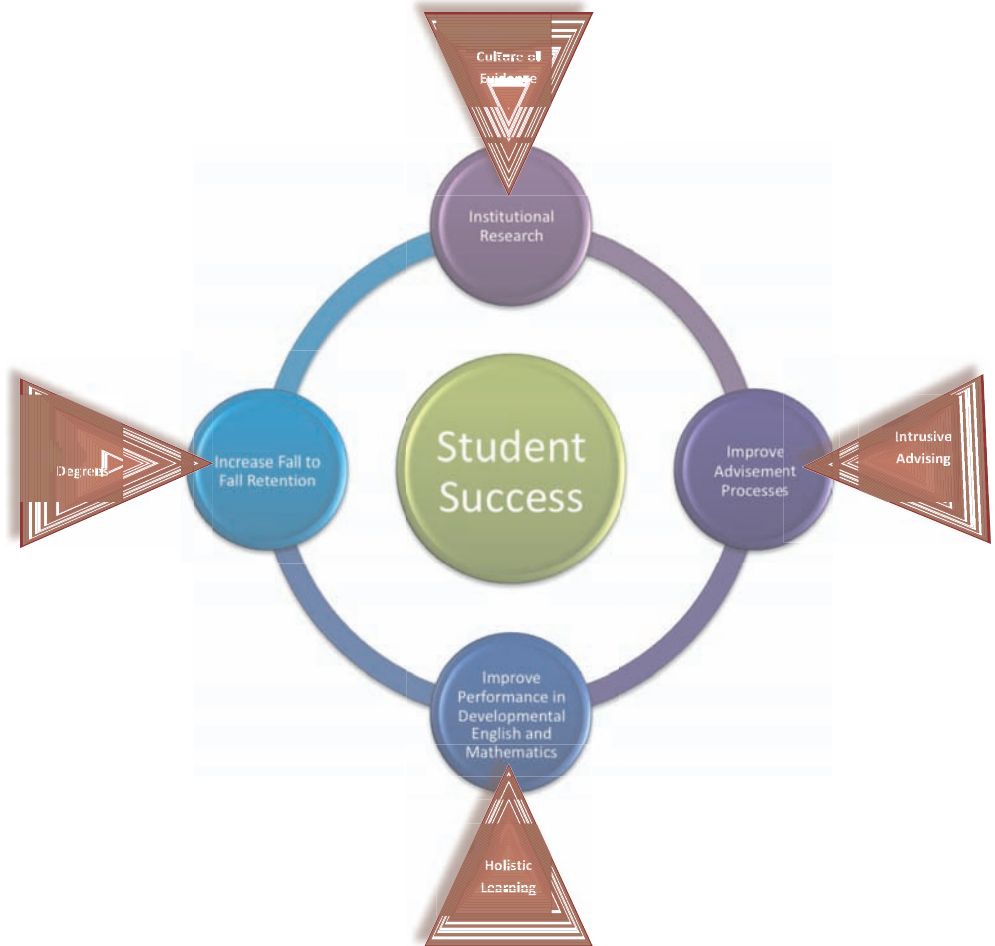 Culture of
Evidence
Institutional
Research
Student
Success
Increase Fall to
Fall Retention
Degrees
Improve
Advisement
Processes
Intrusive
Advising
Improve
Performance in
Developmental
English and
Mathematics
Holistic
Learning